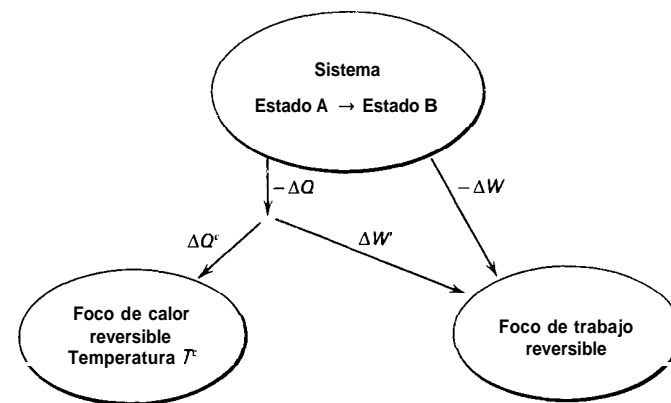 Sistema
Estado A → Estado B
−ΔQ
−ΔW
ΔQᶜ
ΔW'
Foco de calor
reversible
Temperatura Tᶜ
Foco de trabajo
reversible